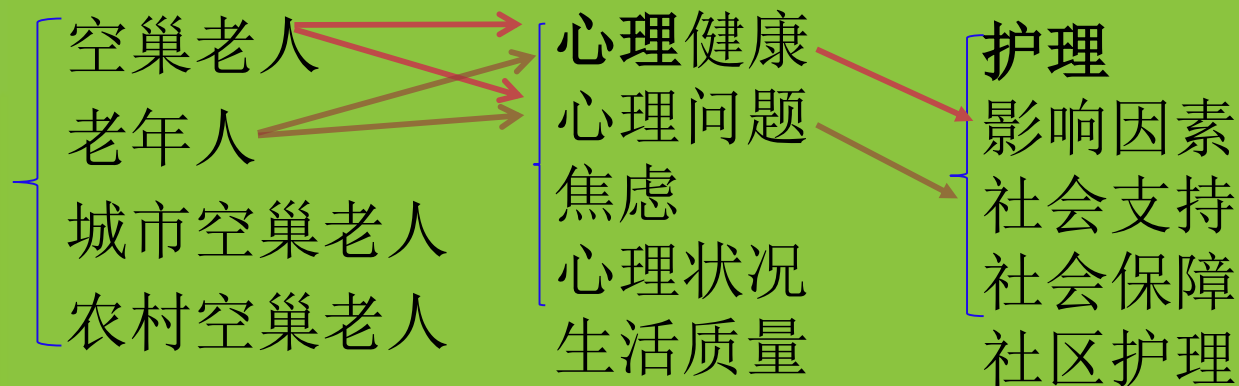 空巢老人
老年人
城市空巢老人
农村空巢老人
心理健康
心理问题
焦虑
心理状况
生活质量
护理
影响因素
社会支持
社会保障
社区护理